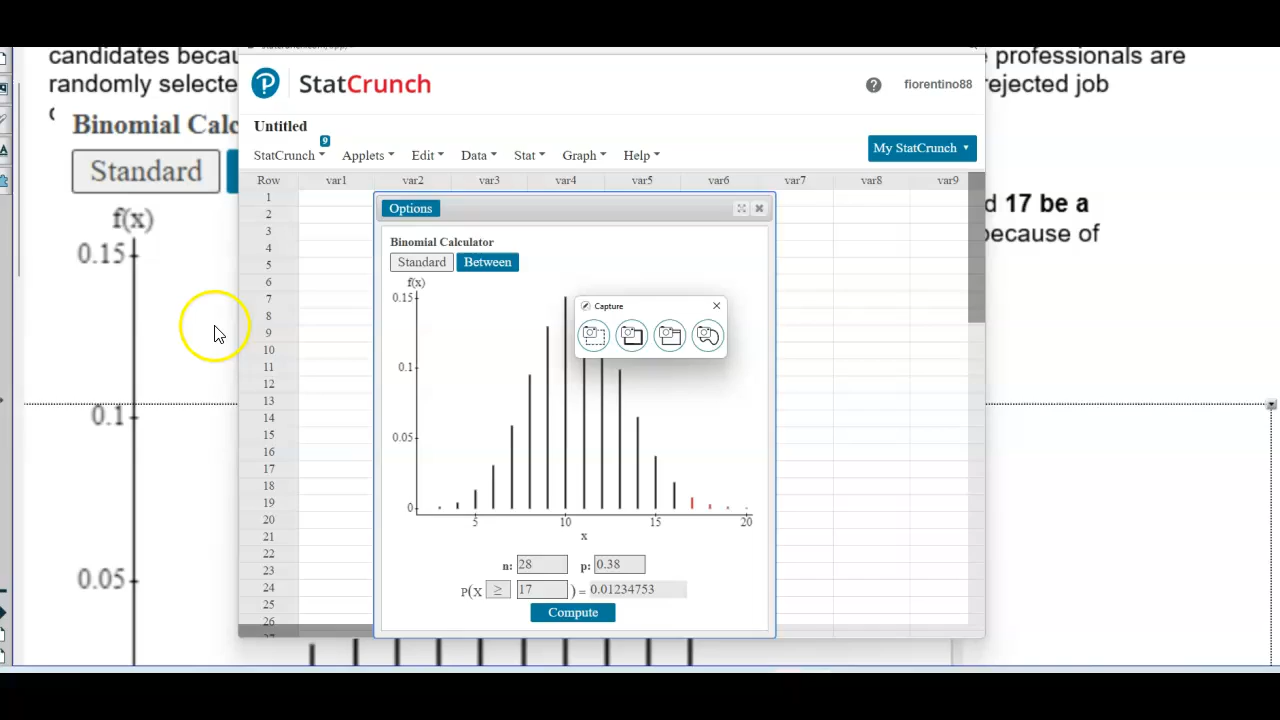 candidates becau
professionals are
randomly selecte
ejected job
Binomial Calc
Standard
f(x)
0.15
0.1
0.05
d 17 be a
because of
StatCrunch
fiorentino88
Untitled
9
StatCrunch Applets Edit Data Stat Graph Help
My StatCrunch
Row var1 var2 var3 var4 var5 var6 var7 var8 var9
1
2
3
4
5
6
7
8
9
10
11
12
13
14
15
16
17
18
19
20
21
22
23
24
25
26
Options
Binomial Calculator
Standard Between
f(x)
0.15
0.1
0.05
0
5 10 15 20
x
Capture
n: 28 p: 0.38
P(x ≥ 17 ) = 0.01234753
Compute